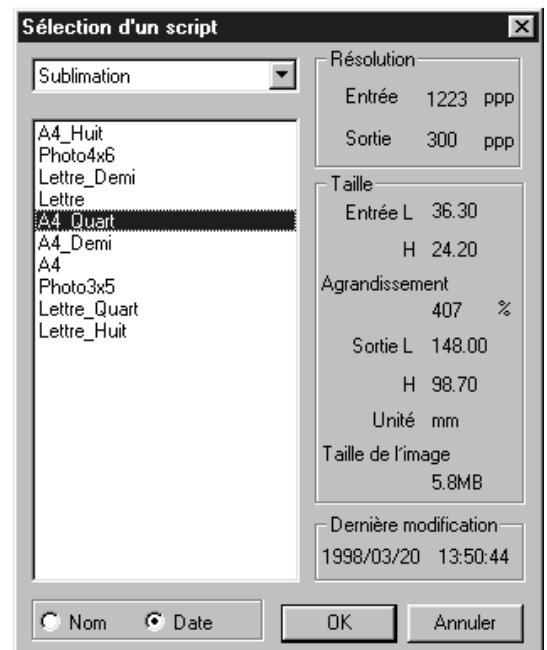 Sélection d'un script
Sublimation
A4_Huit
Photo4x6
Lettre_Demi
Lettre
A4_Quart
A4_Demi
A4
Photo3x5
Lettre_Quart
Lettre_Huit
Nom
Date
Résolution
Entrée 1223 ppp
Sortie 300 ppp
Taille
Entrée L 36.30
H 24.20
Agrandissement
407 %
Sortie L 148.00
H 98.70
Unité mm
Taille de l'image
5.8MB
Dernière modification
1998/03/20 13:50:44
OK
Annuler